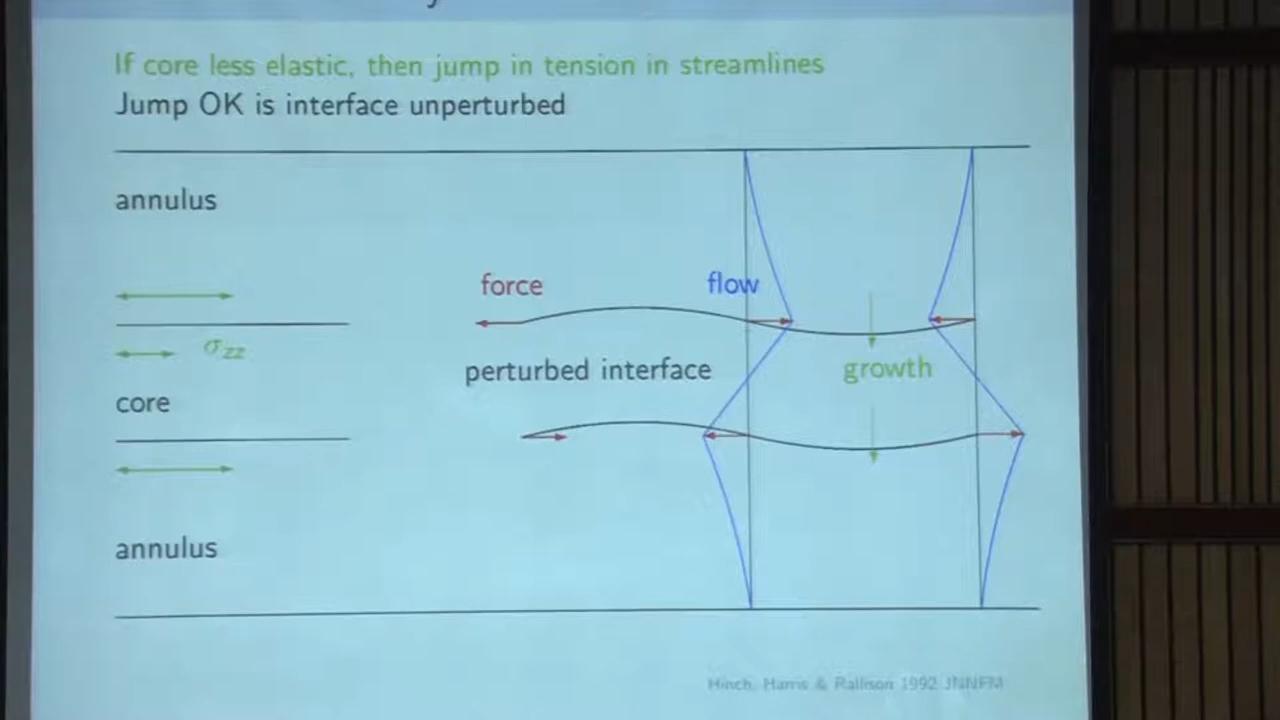 If core less elastic, then jump in tension in streamlines
Jump OK is interface unperturbed
annulus
force
flow
σzz
perturbed interface
growth
core
annulus
Hinch, Harris & Rallison 1992 JNNFM